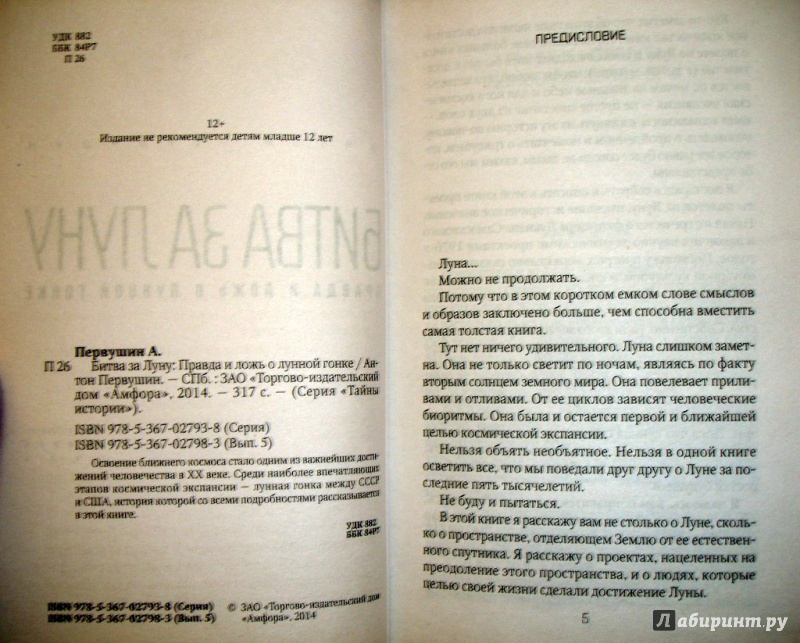 УДК 882
ББК 84Р7
П 26
12+
Издание не рекомендуется детям младше 12 лет
БИТВА ЗА ЛУНУ
ПРАВДА И ЛОЖЬ О ЛУННОЙ ГОНКЕ
Первушин А.
П 26 Битва за Луну: Правда и ложь о лунной гонке / Ан-
тон Первушин. — СПб. : ЗАО «Торгово-издательский
дом «Амфора», 2014. — 317 с. — (Серия «Тайны
истории»).
ISBN 978-5-367-02793-8 (Серия)
ISBN 978-5-367-02798-3 (Вып. 5)
Освоение ближнего космоса стало одним из важнейших дости-
жений человечества в XX веке. Среди наиболее впечатляющих
этапов космической экспансии — лунная гонка между СССР
и США, история которой со всеми подробностями рассказывается
в этой книге.
УДК 882
ББК 84Р7
ISBN 978-5-367-02793-8 (Серия)
ISBN 978-5-367-02798-3 (Вып. 5)
© ЗАО «Торгово-издательский дом
«Амфора», 2014
ПРЕДИСЛОВИЕ
Луна...
Можно не продолжать.
Потому что в этом коротком емком слове смыслов
и образов заключено больше, чем способна вместить
самая толстая книга.
Тут нет ничего удивительного. Луна слишком замет-
на. Она не только светит по ночам, являясь по факту
вторым солнцем земного мира. Она повелевает прили-
вами и отливами. От ее циклов зависят человеческие
биоритмы. Она была и остается первой и ближайшей
целью космической экспансии.
Нельзя объять необъятное. Нельзя в одной книге
осветить все, что мы поведали друг другу о Луне за по-
следние пять тысячелетий.
Не буду и пытаться.
В этой книге я расскажу вам не столько о Луне, сколь-
ко о пространстве, отделяющем Землю от ее естествен-
ного спутника. Я расскажу о проектах, нацеленных на
преодоление этого пространства, и о людях, которые
целью своей жизни сделали достижение Луны.
5
Лабиринт.ру